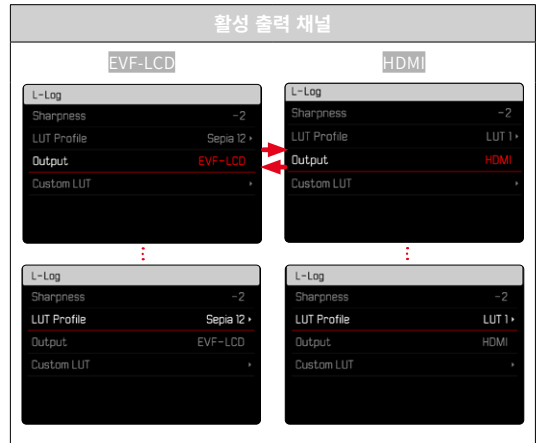 활성 출력 채널
EVF-LCD
HDMI
L-Log
Sharpness -2
LUT Profile Sepia 12
Output EVF-LCD
Custom LUT
L-Log
Sharpness -2
LUT Profile LUT 1
Output HDMI
Custom LUT
L-Log
Sharpness -2
LUT Profile Sepia 12
Output EVF-LCD
Custom LUT
L-Log
Sharpness -2
LUT Profile LUT 1
Output HDMI
Custom LUT